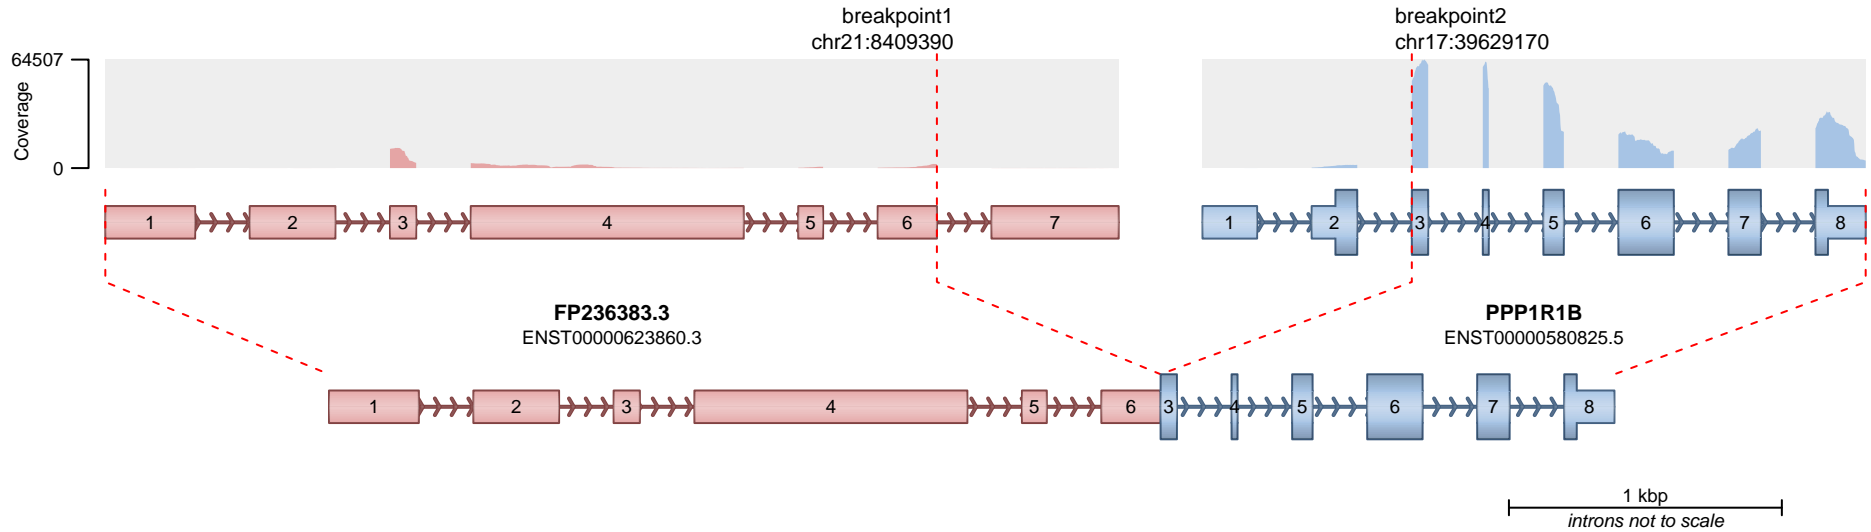 breakpoint1
chr21:8409390
breakpoint2
chr17:39629170
64507
Coverage
0
1 2 3 4 5 6 7
1 2 3 4 5 6 7 8
FP236383.3
ENST00000623860.3
PPP1R1B
ENST00000580825.5
1 2 3 4 5 6 3 4 5 6 7 8
1 kbp
introns not to scale